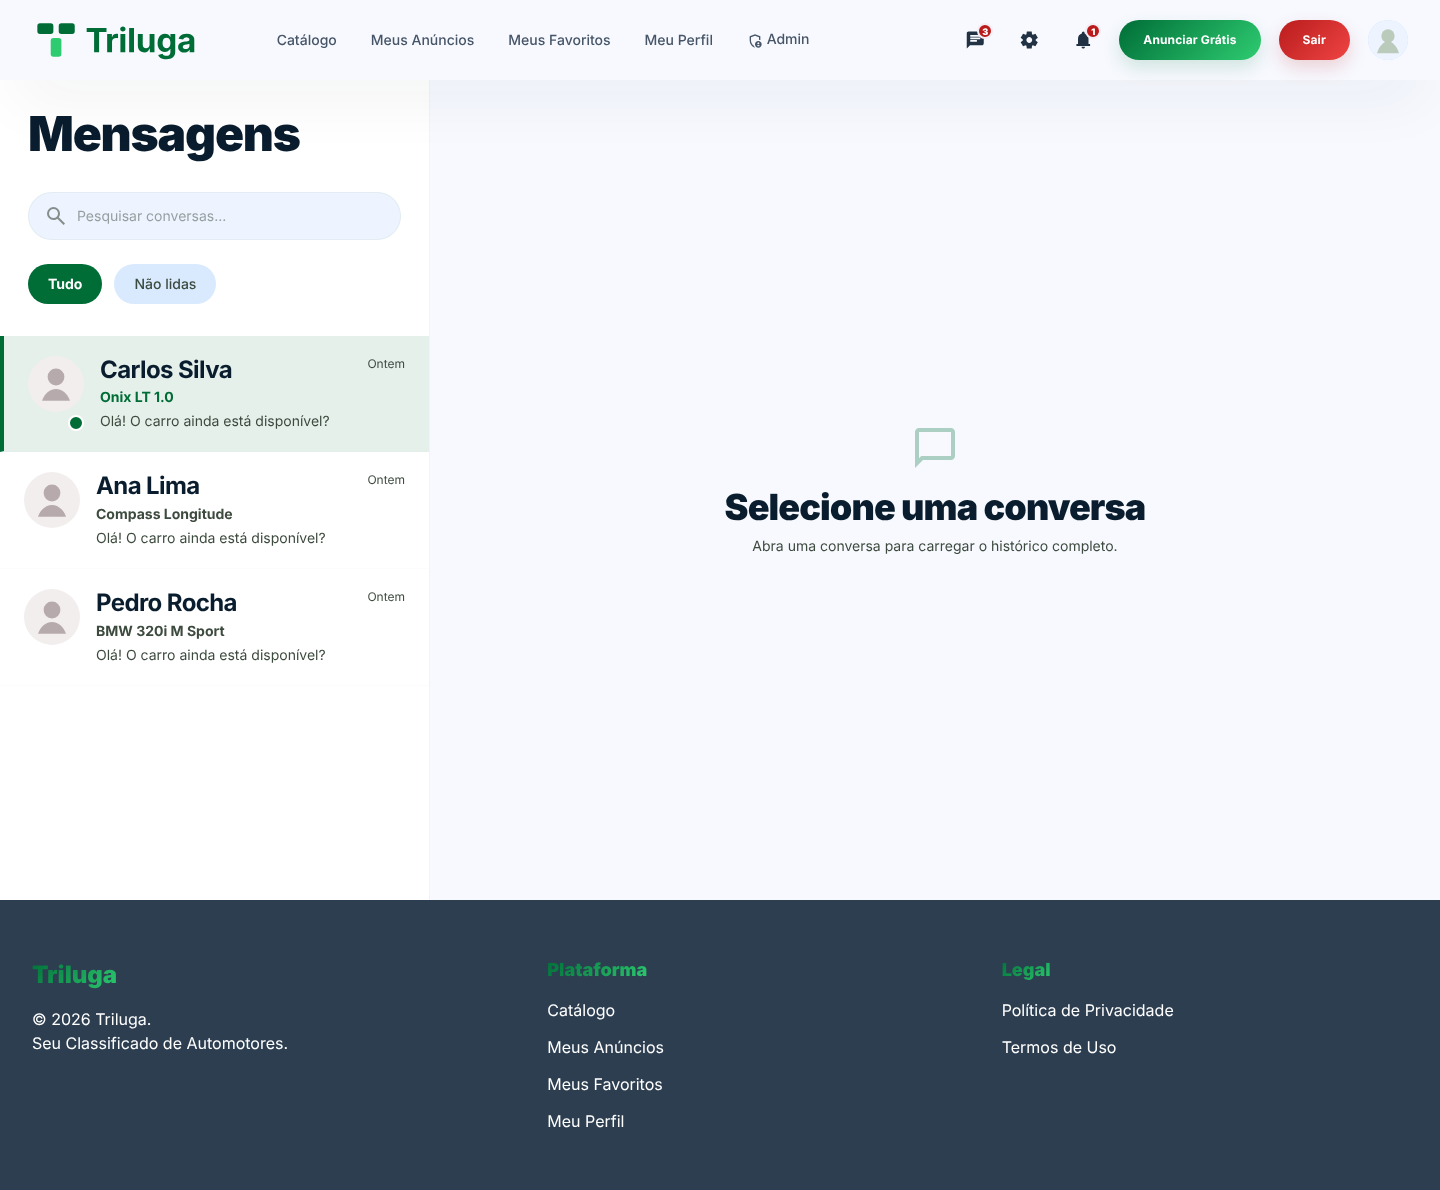 Triluga
Catálogo
Meus Anúncios
Meus Favoritos
Meu Perfil
Admin
3
1
Anunciar Grátis
Sair
Mensagens
Pesquisar conversas...
Tudo
Não lidas
Carlos Silva
Ontem
Onix LT 1.0
Olá! O carro ainda está disponível?
Ana Lima
Ontem
Compass Longitude
Olá! O carro ainda está disponível?
Pedro Rocha
Ontem
BMW 320i M Sport
Olá! O carro ainda está disponível?
Selecione uma conversa
Abra uma conversa para carregar o histórico completo.
Triluga
© 2026 Triluga.
Seu Classificado de Automotores.
Plataforma
Catálogo
Meus Anúncios
Meus Favoritos
Meu Perfil
Legal
Política de Privacidade
Termos de Uso